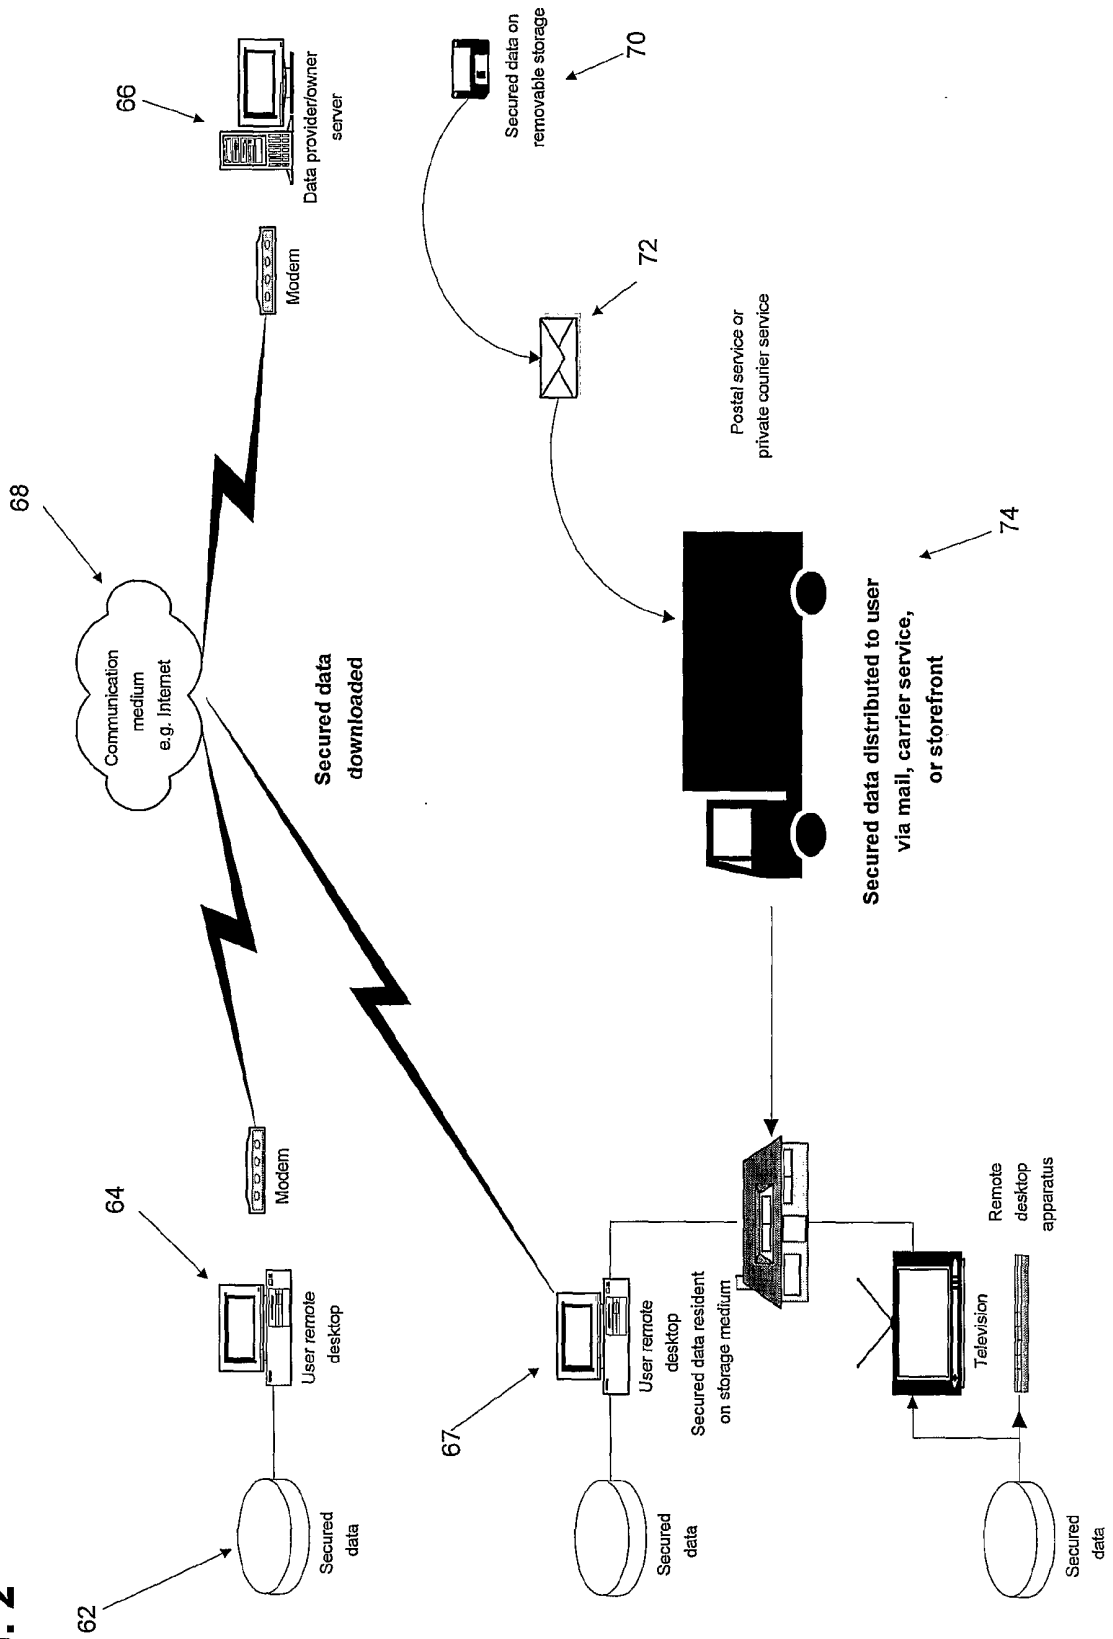 . 2
62
64
68
66
Communication
medium
e.g. Internet
Modem
Modem
Data provider/owner
server
User remote
desktop
Secured
data
Secured data
downloaded
Secured data on
removable storage
70
72
67
User remote
desktop
Secured data resident
on storage medium
Secured
data
Postal service or
private courier service
74
Secured data distributed to user
via mail, carrier service,
or storefront
Television
Remote
desktop
apparatus
Secured
data